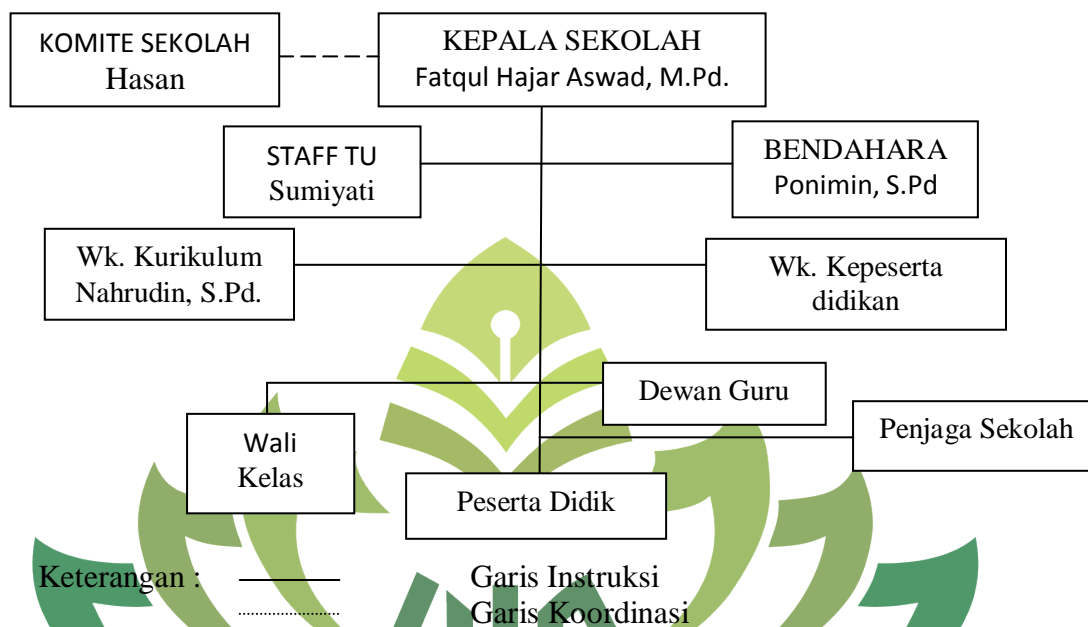 KOMITE SEKOLAH
Hasan
KEPALA SEKOLAH
Fatqul Hajar Aswad, M.Pd.
STAFF TU
Sumiyati
BENDAHARA
Ponimin, S.Pd
Wk. Kurikulum
Nahrudin, S.Pd.
Wk. Kepeserta
didikan
Dewan Guru
Wali
Kelas
Penjaga Sekolah
Peserta Didik
Keterangan : Garis Instruksi
Garis Koordinasi